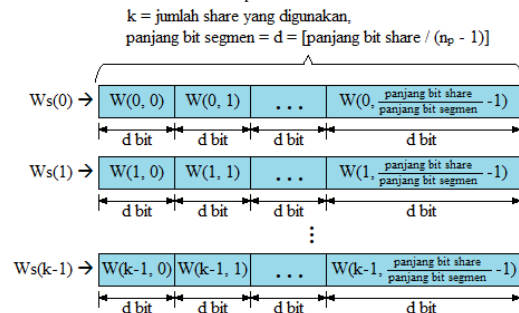 k = jumlah share yang digunakan,
panjang bit segmen = d = [panjang bit share / (nₚ - 1)]
Ws(0) → W(0, 0) W(0, 1) ... W(0, panjang bit share / panjang bit segmen -1)
d bit d bit d bit d bit
Ws(1) → W(1, 0) W(1, 1) ... W(1, panjang bit share / panjang bit segmen -1)
d bit d bit d bit d bit
⋮
Ws(k-1) → W(k-1, 0) W(k-1, 1) ... W(k-1, panjang bit share / panjang bit segmen -1)
d bit d bit d bit d bit